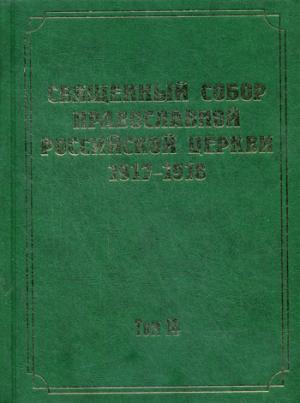 СВЯЩЕННЫЙ СОБОР
ПРАВОСЛАВНОЙ
РОССИЙСКОЙ ЦЕРКВИ
1917–1918
Том